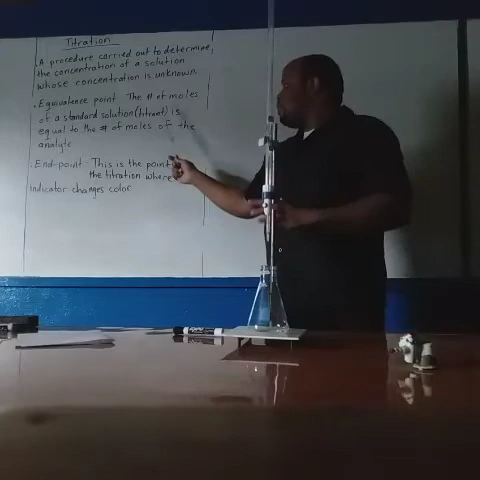 Titration
. A procedure carried out to determine,
the concentration of a solution
whose concentration is unknown.
. Equivalence point: The # of moles
of a standard solution (titrant) is
equal to the # of moles of the
analyte
. End-point: This is the point
the titration where
indicator changes color
EXPO